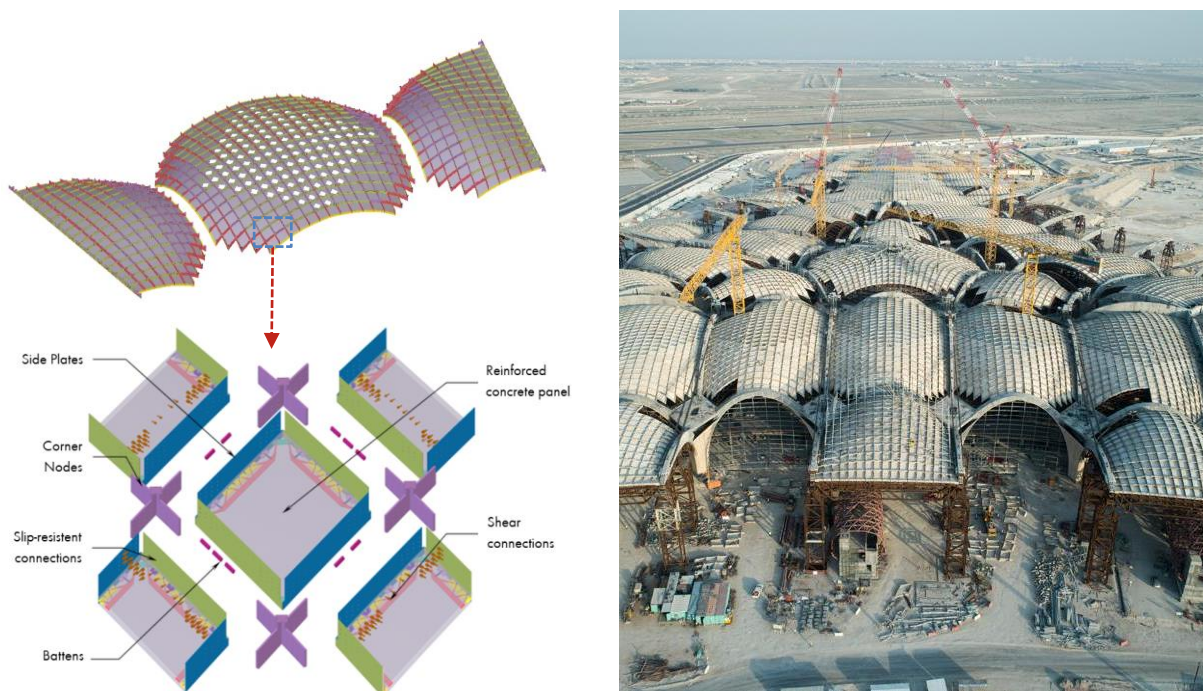 Side Plates
Reinforced
concrete panel
Corner
Nodes
Slip-resistent
connections
Shear
connections
Battens